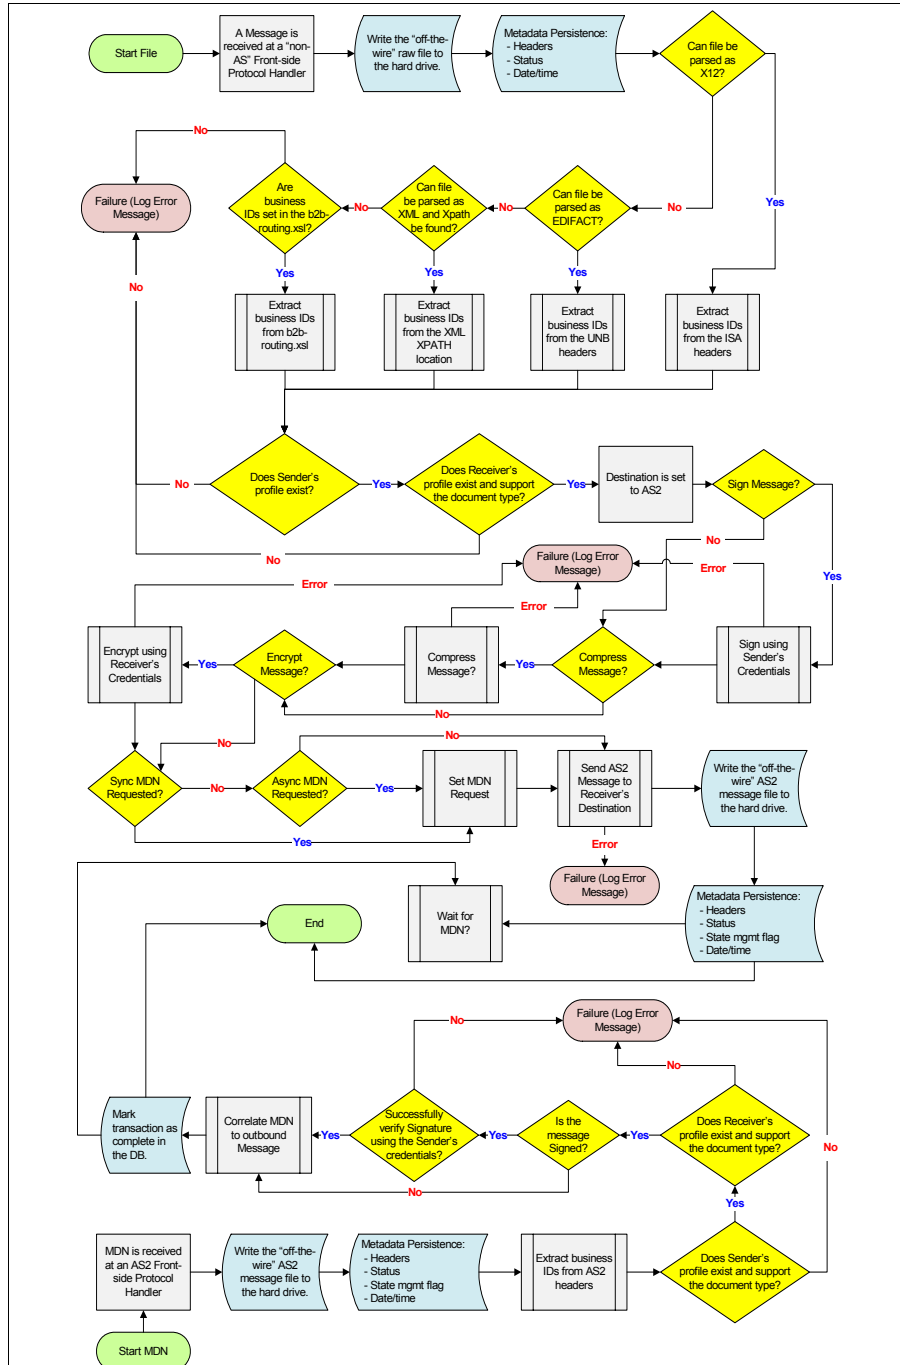 Start File
A Message is
received at a “non-
AS” Front-side
Protocol Handler
Write the “off-the-
wire” raw file to
the hard drive.
Metadata Persistence:
- Headers
- Status
- Date/time
Can file be
parsed as
X12?
No
Yes
Failure (Log Error
Message)
No
Are
business
IDs set in the b2b-
routing.xsl?
No
Can file
be parsed as
XML and Xpath
be found?
No
Can file be
parsed as
EDIFACT?
No
Yes
Yes
Yes
No
Extract
business IDs
from b2b-
routing.xsl
Extract
business IDs
from the XML
XPATH
location
Extract
business IDs
from the UNB
headers
Extract
business IDs
from the ISA
headers
No
Does Sender’s
profile exist?
Yes
Does Receiver’s
profile exist and support
the document type?
Yes
Destination is set
to AS2
Sign Message?
No
No
Yes
Failure (Log Error
Message)
Error
Error
Error
Encrypt using
Receiver’s
Credentials
Yes
Encrypt
Message?
Compress
Message?
Yes
Compress
Message?
Sign using
Sender’s
Credentials
No
No
No
Sync MDN
Requested?
No
Async MDN
Requested?
Yes
Set MDN
Request
Send AS2
Message to
Receiver’s
Destination
Write the “off-the-
wire” AS2
message file to
the hard drive.
Yes
Error
Failure (Log Error
Message)
End
Wait for
MDN?
Metadata Persistence:
- Headers
- Status
- State mgmt flag
- Date/time
Failure (Log Error
Message)
No
No
No
Mark
transaction as
complete in
the DB.
Correlate MDN
to outbound
Message
Yes
Successfully
verify Signature
using the Sender’s
credentials?
Yes
Is the
message
Signed?
Yes
Does Receiver’s
profile exist and support
the document type?
No
Yes
MDN is received
at an AS2 Front-
side Protocol
Handler
Write the “off-the-
wire” AS2
message file to
the hard drive.
Metadata Persistence:
- Headers
- Status
- State mgmt flag
- Date/time
Extract business
IDs from AS2
headers
Does Sender’s
profile exist and support
the document type?
Start MDN